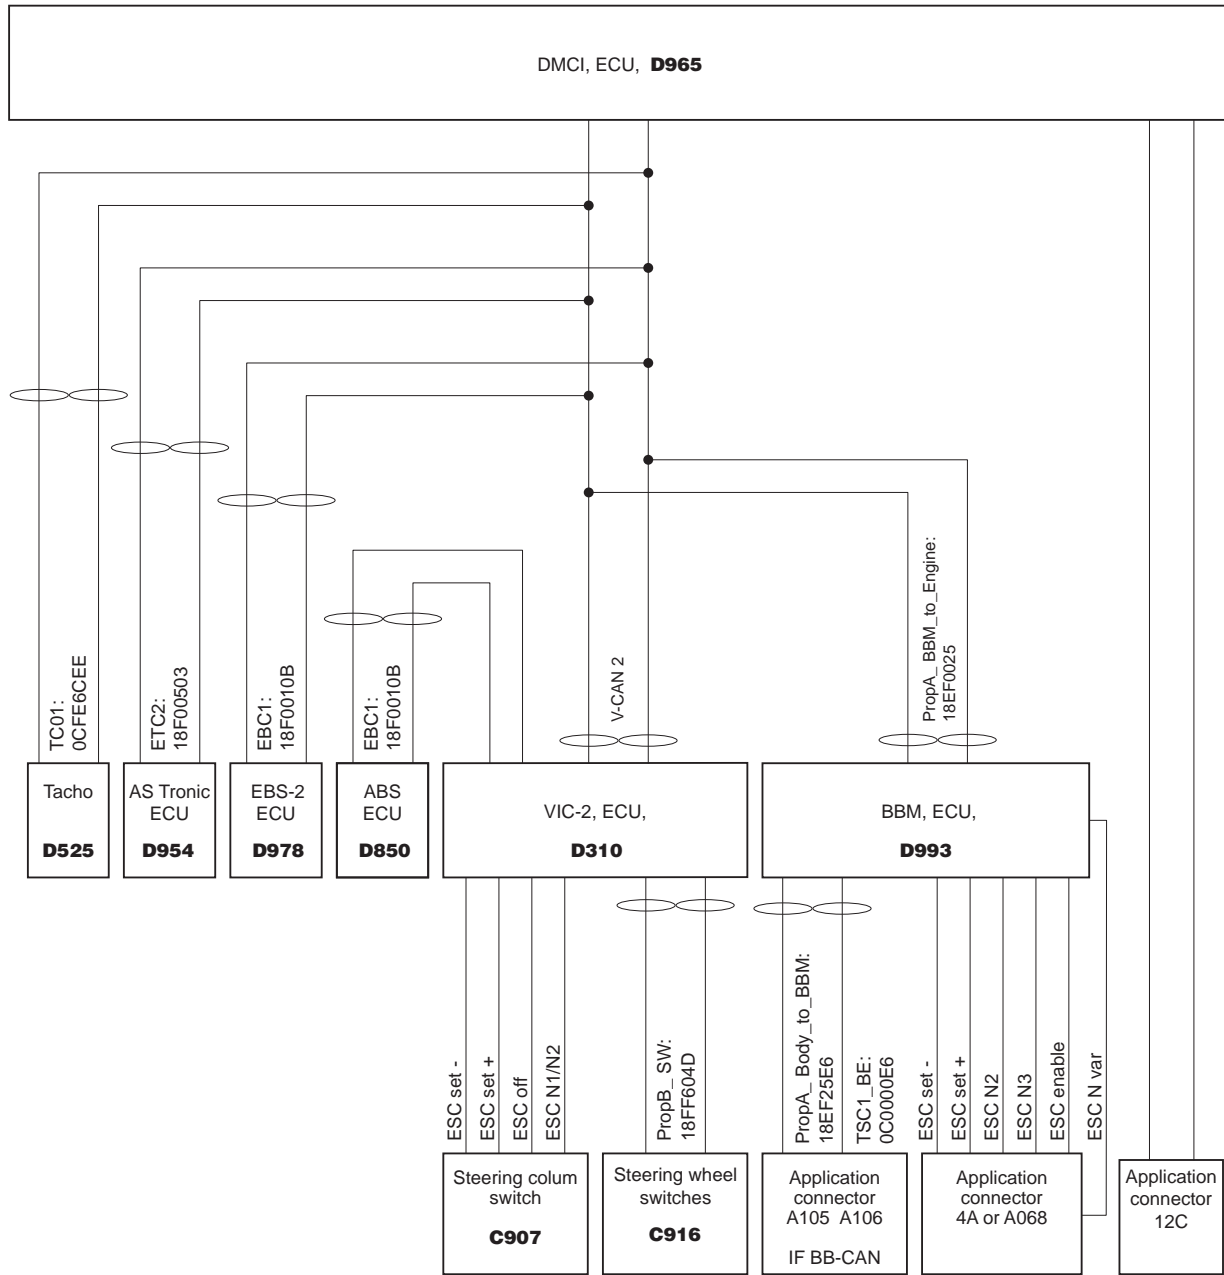 DMCI, ECU, D965
TC01:
0CFE6CEE
ETC2:
18F00503
EBC1:
18F0010B
EBC1:
18F0010B
V-CAN 2
PropA_ BBM_to_Engine:
18EF0025
Tacho
D525
AS Tronic
ECU
D954
EBS-2
ECU
D978
ABS
ECU
D850
VIC-2, ECU,
D310
BBM, ECU,
D993
ESC set -
ESC set +
ESC off
ESC N1/N2
PropB_ SW:
18FF604D
PropA_ Body_to_BBM:
18EF25E6
TSC1_BE:
0C0000E6
ESC set -
ESC set +
ESC N2
ESC N3
ESC enable
ESC N var
Steering colum
switch
C907
Steering wheel
switches
C916
Application
connector
A105 A106
IF BB-CAN
Application
connector
4A or A068
Application
connector
12C